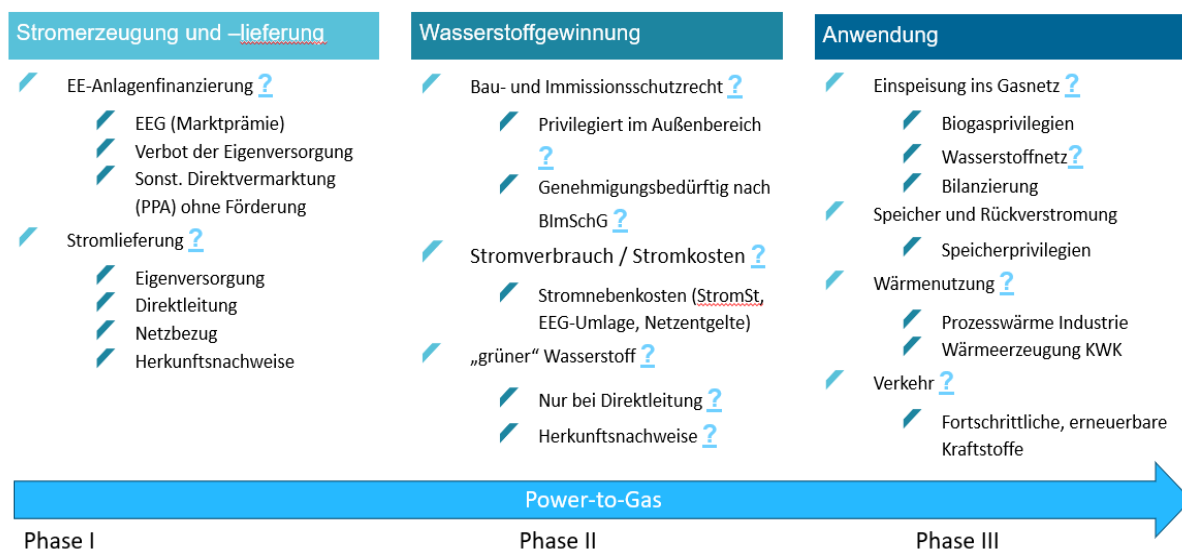 Stromerzeugung und –lieferung
EE-Anlagenfinanzierung ?
EEG (Marktprämie)
Verbot der Eigenversorgung
Sonst. Direktvermarktung
(PPA) ohne Förderung
Stromlieferung ?
Eigenversorgung
Direktleitung
Netzbezug
Herkunftsnachweise
Wasserstoffgewinnung
Bau- und Immissionsschutzrecht ?
Privilegiert im Außenbereich
?
Genehmigungsbedürftig nach
BImSchG ?
Stromverbrauch / Stromkosten ?
Stromnebenkosten (StromSt,
EEG-Umlage, Netzentgelte)
„grüner“ Wasserstoff ?
Nur bei Direktleitung ?
Herkunftsnachweise ?
Anwendung
Einspeisung ins Gasnetz ?
Biogasprivilegien
Wasserstoffnetz?
Bilanzierung
Speicher und Rückverstromung
Speicherprivilegien
Wärmenutzung ?
Prozesswärme Industrie
Wärmeerzeugung KWK
Verkehr ?
Fortschrittliche, erneuerbare
Kraftstoffe
Power-to-Gas
Phase I
Phase II
Phase III